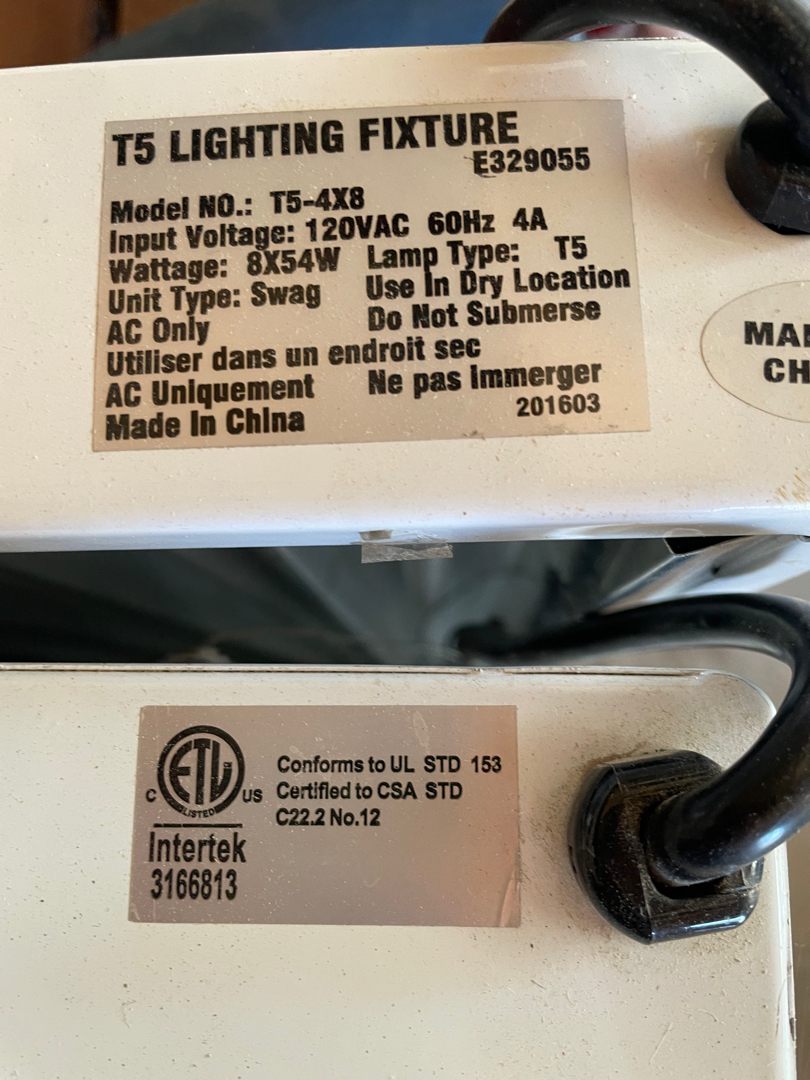 T5 LIGHTING FIXTURE
E329055
Model NO.: T5-4X8
Input Voltage: 120VAC 60Hz 4A
Wattage: 8X54W Lamp Type: T5
Unit Type: Swag Use In Dry Location
AC Only Do Not Submerse
Utiliser dans un endroit sec
AC Uniquement Ne pas Immerger
Made In China 201603
MA
CH
C ETL US
LISTED
Intertek
3166813
Conforms to UL STD 153
Certified to CSA STD
C22.2 No.12